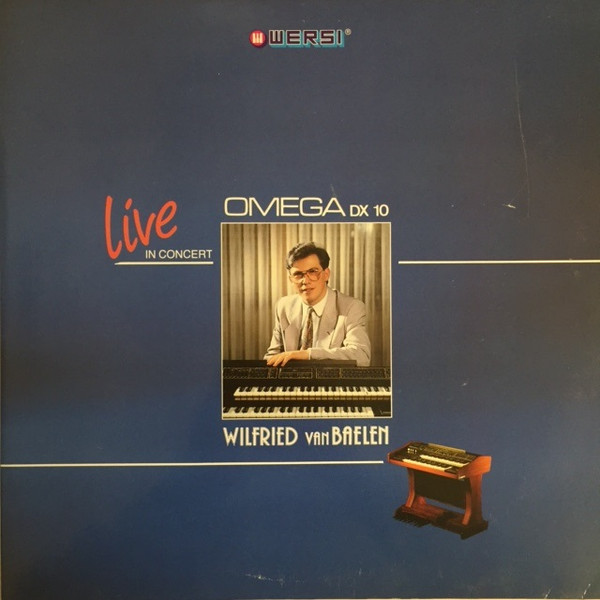 WERSI®
Live
IN CONCERT
OMEGA DX 10
WILFRIED VAN BAELEN